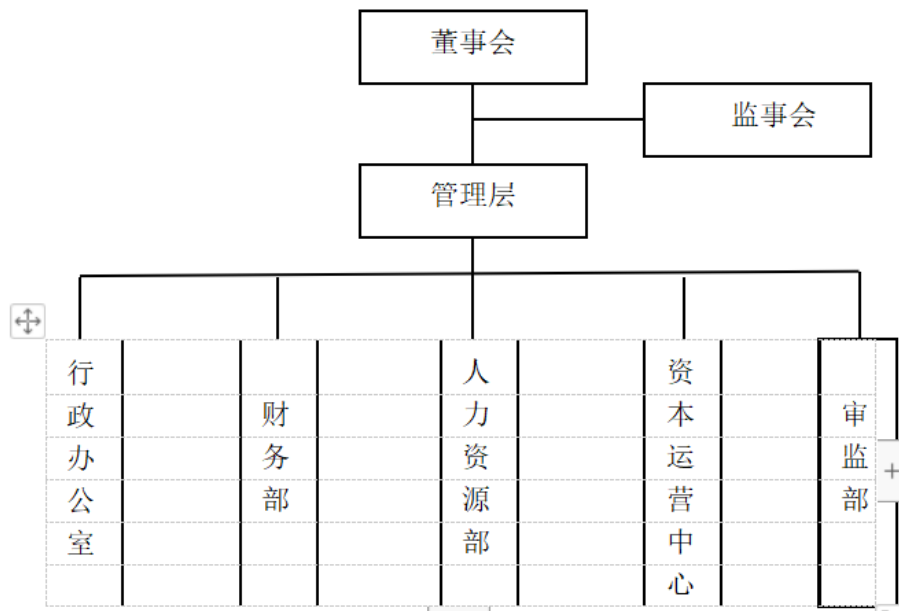 董事会
监事会
管理层
行政办公室
财务部
人力资源部
资本运营中心
审监部